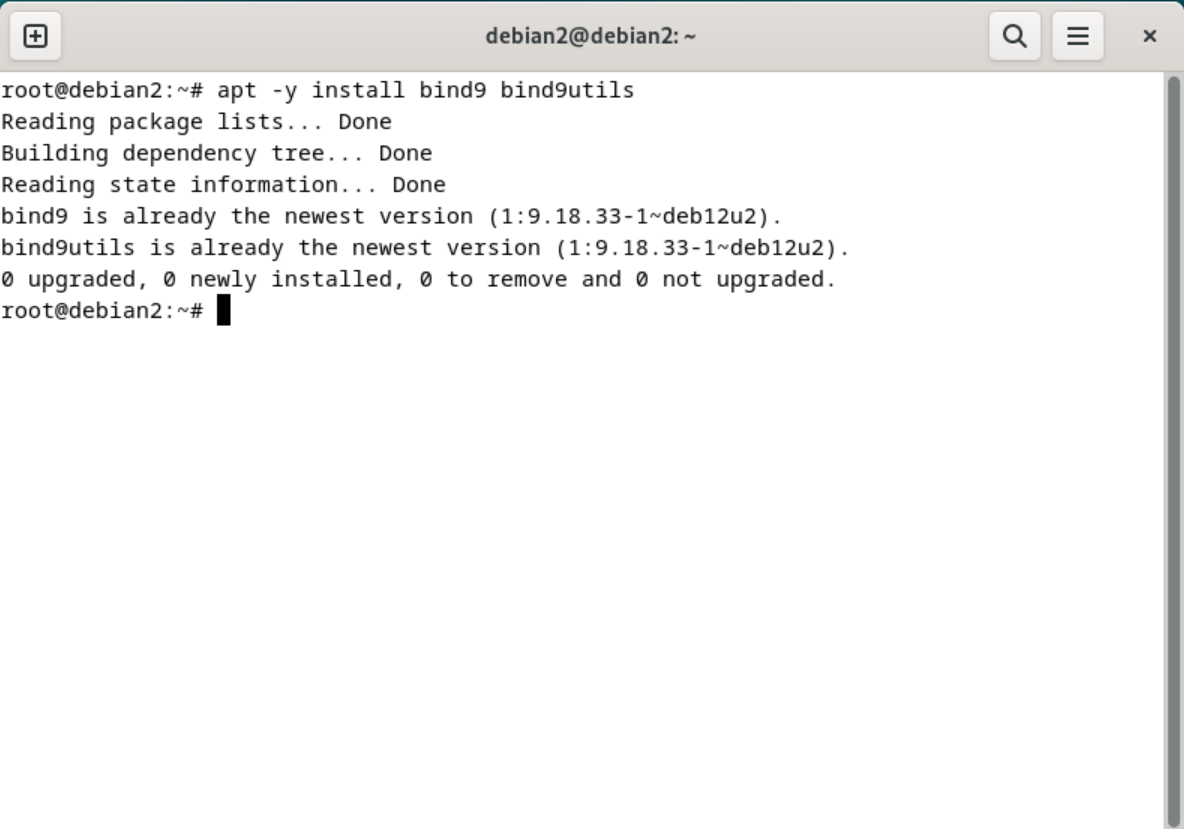 debian2@debian2: ~
root@debian2:~# apt -y install bind9 bind9utils
Reading package lists... Done
Building dependency tree... Done
Reading state information... Done
bind9 is already the newest version (1:9.18.33-1~deb12u2).
bind9utils is already the newest version (1:9.18.33-1~deb12u2).
0 upgraded, 0 newly installed, 0 to remove and 0 not upgraded.
root@debian2:~#